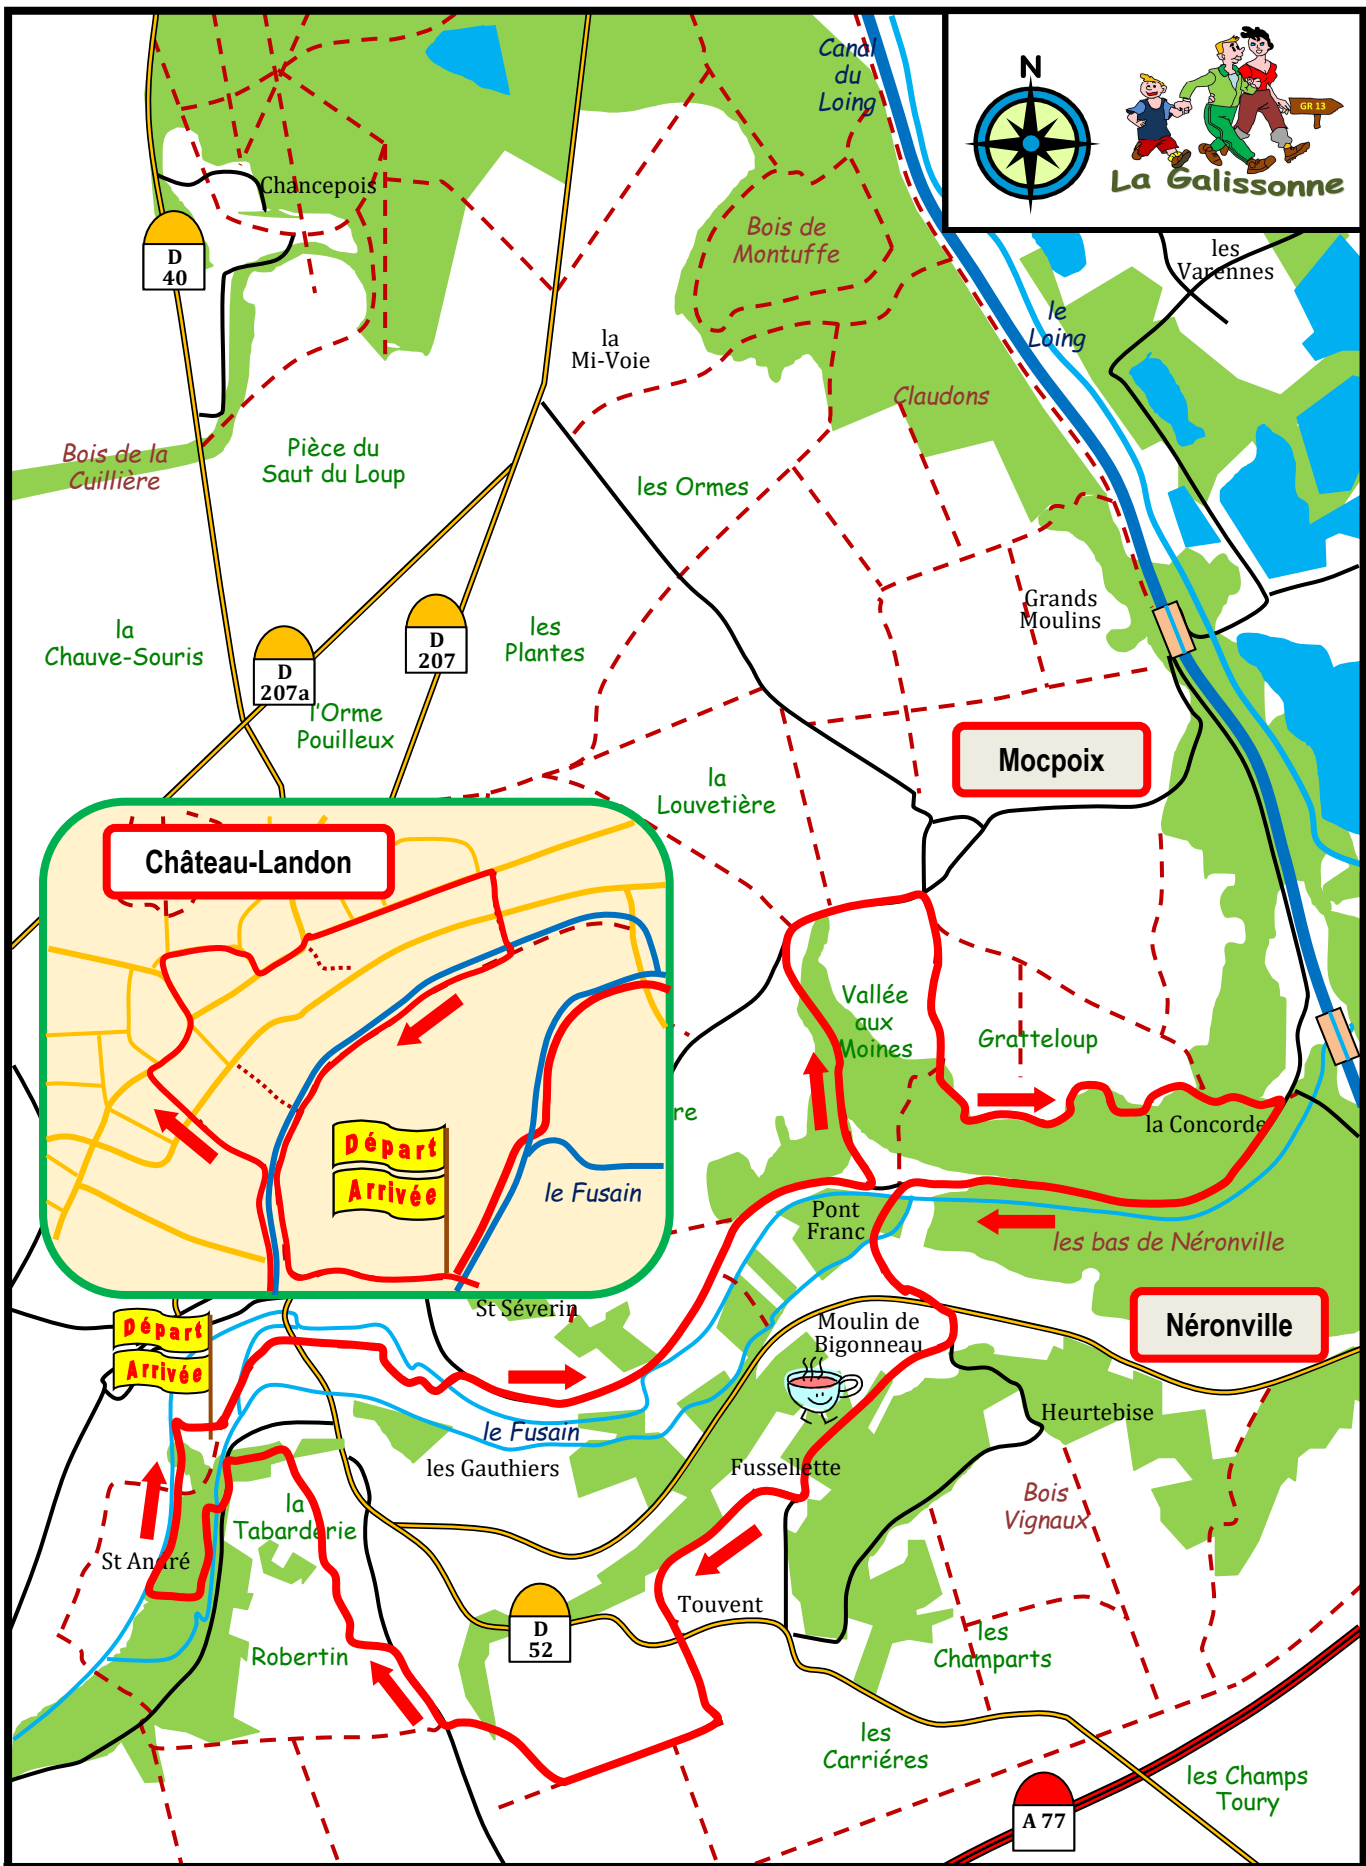 Canal
du
Loing
N
GR 13
La Galissonne
Chancepois
D
40
Bois de
Montuffe
les
Varennes
le
Loing
la
Mi-Voie
Claudons
Bois de la
Cuillière
Pièce du
Saut du Loup
les Ormes
Grands
Moulins
la
Chauve-Souris
D
207
les
Plantes
D
207a
l'Orme
Pouilleux
Mocpoix
la
Louvetière
Château-Landon
Vallée
aux
Moines
Gratteloup
re
la Concorde
Départ
Arrivée
le Fusain
Pont
Franc
les bas de Néronville
St Séverin
Moulin de
Bigonneau
Néronville
Départ
Arrivée
le Fusain
Heurtebise
les Gauthiers
Fussellette
la
Tabarderie
Bois
Vignaux
St André
Touvent
D
52
les
Champarts
Robertin
les
Carriéres
les Champs
Toury
A 77